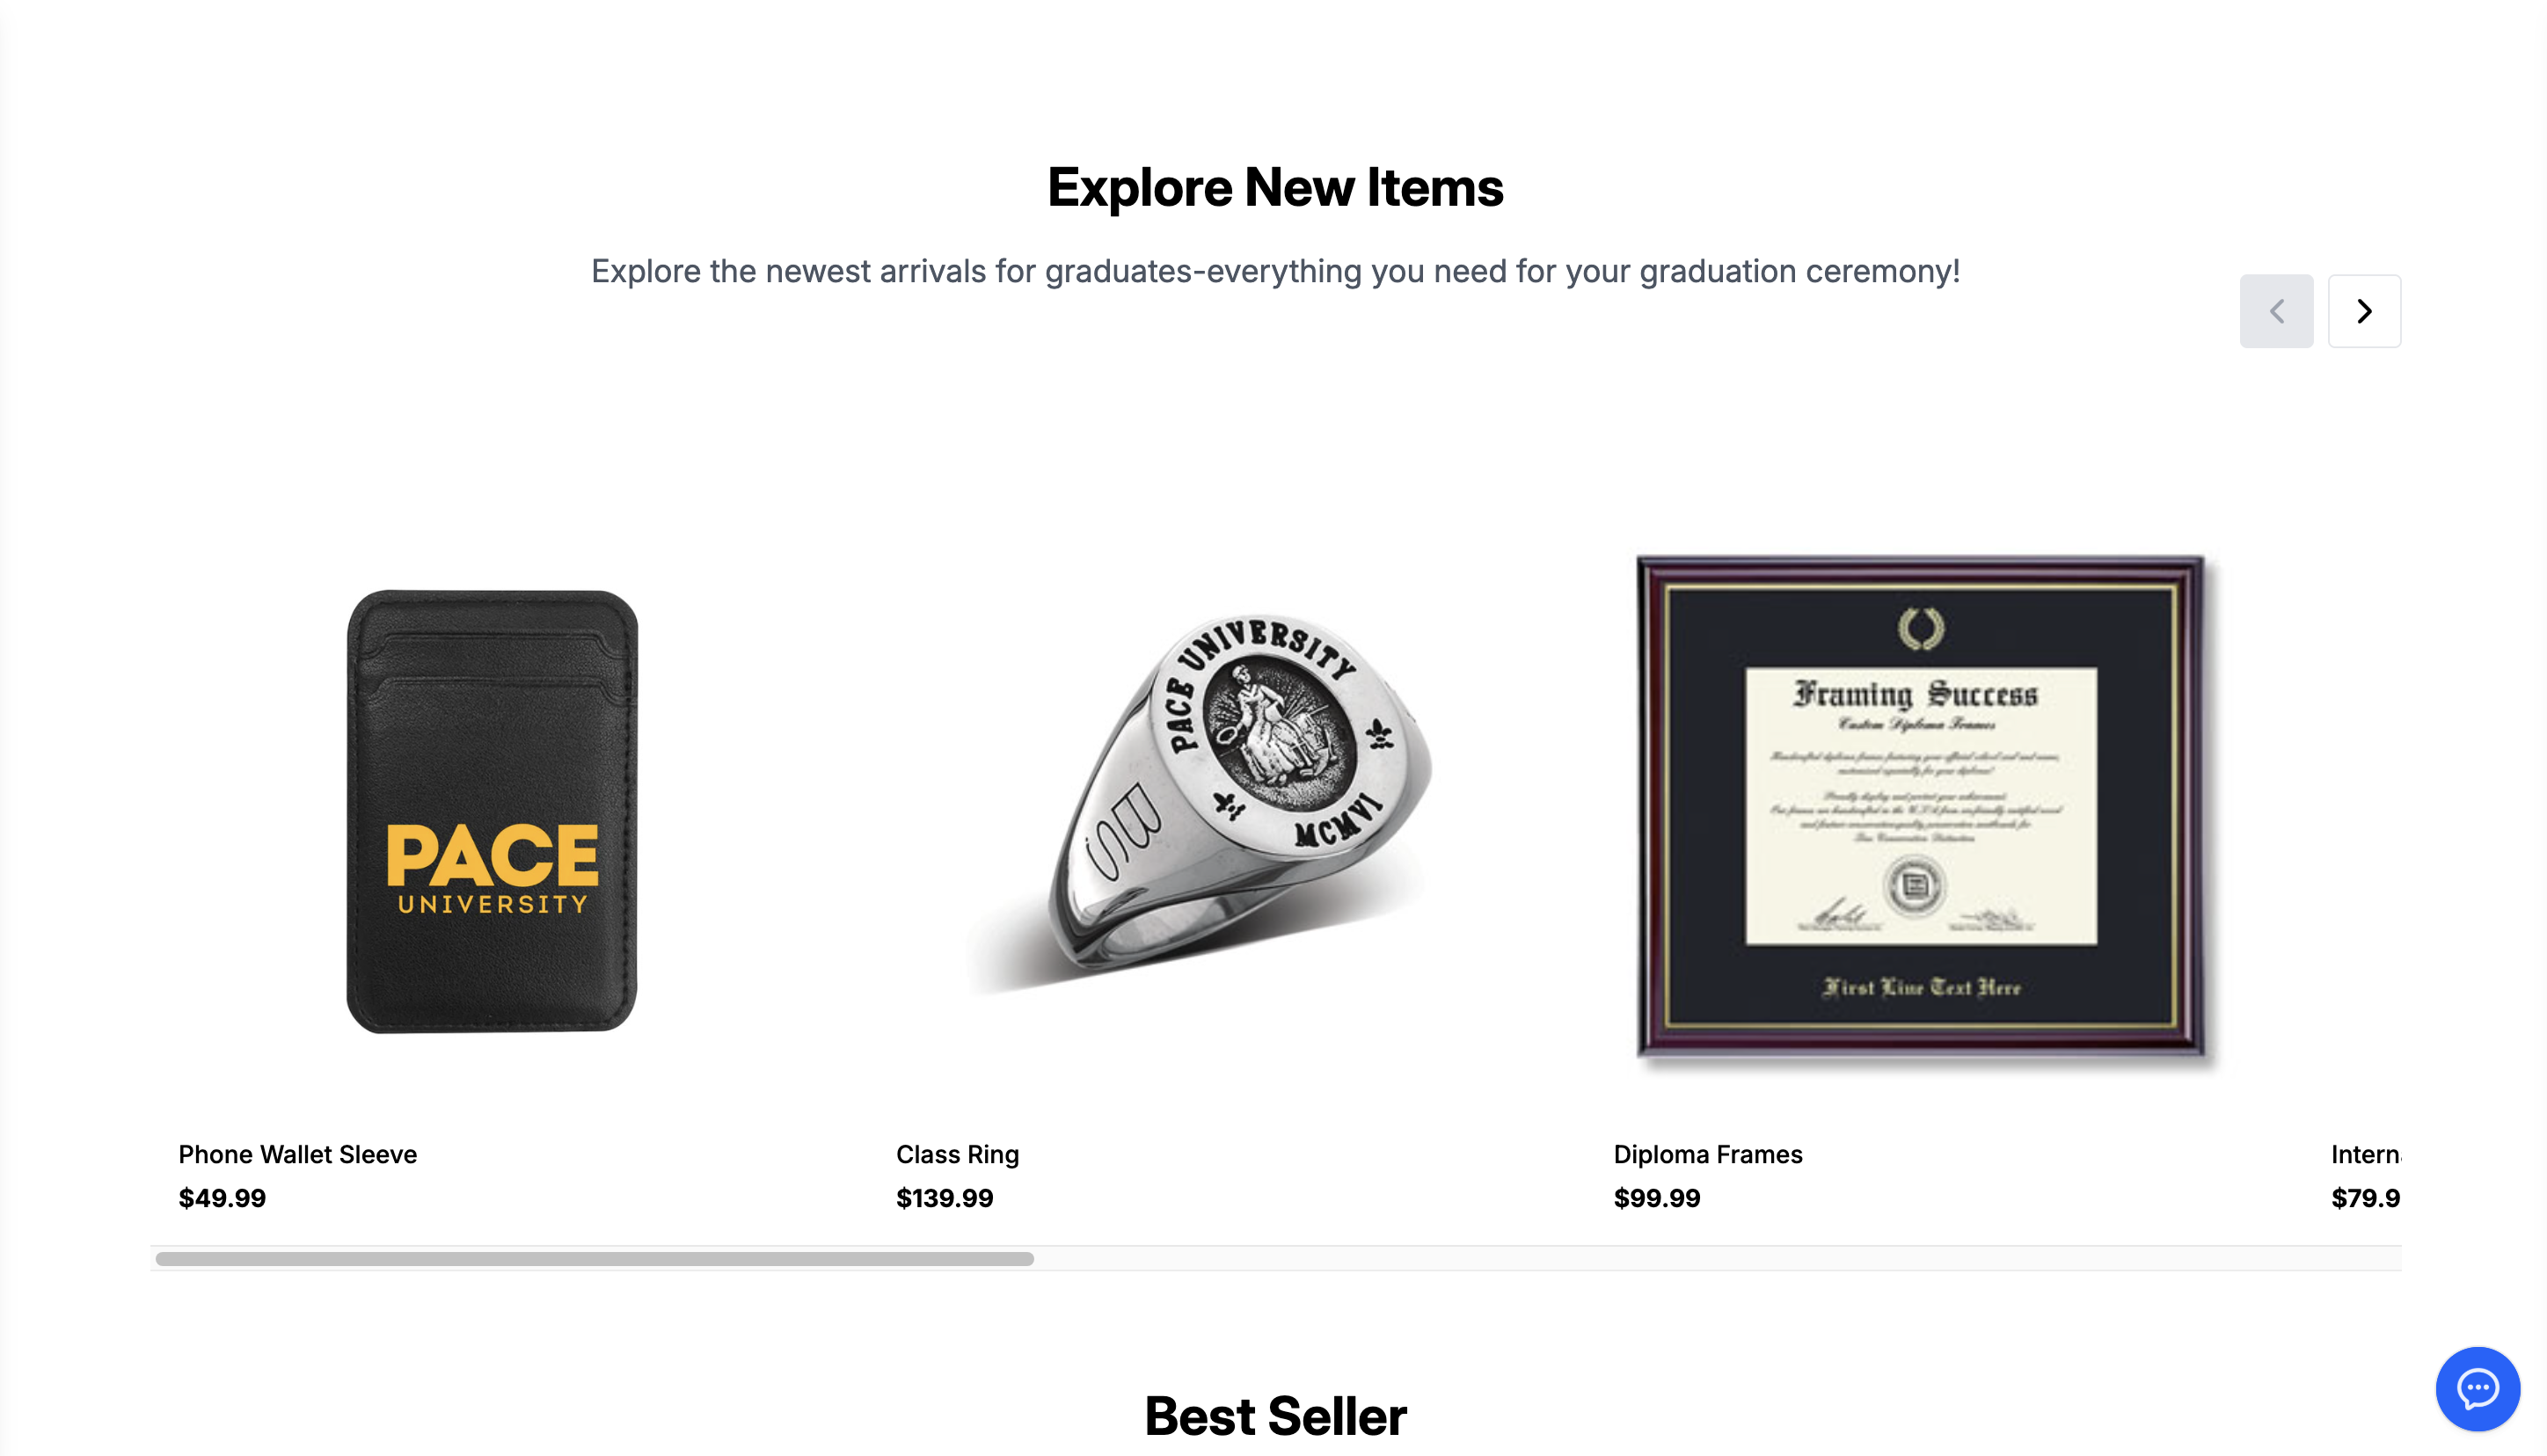 Explore New Items
Explore the newest arrivals for graduates-everything you need for your graduation ceremony!
PACE
UNIVERSITY
PACE UNIVERSITY
MCMVI
SEB
Framing Success
Custom Diploma Frames
First Line Text Here
Phone Wallet Sleeve
$49.99
Class Ring
$139.99
Diploma Frames
$99.99
Intern
$79.9
Best Seller